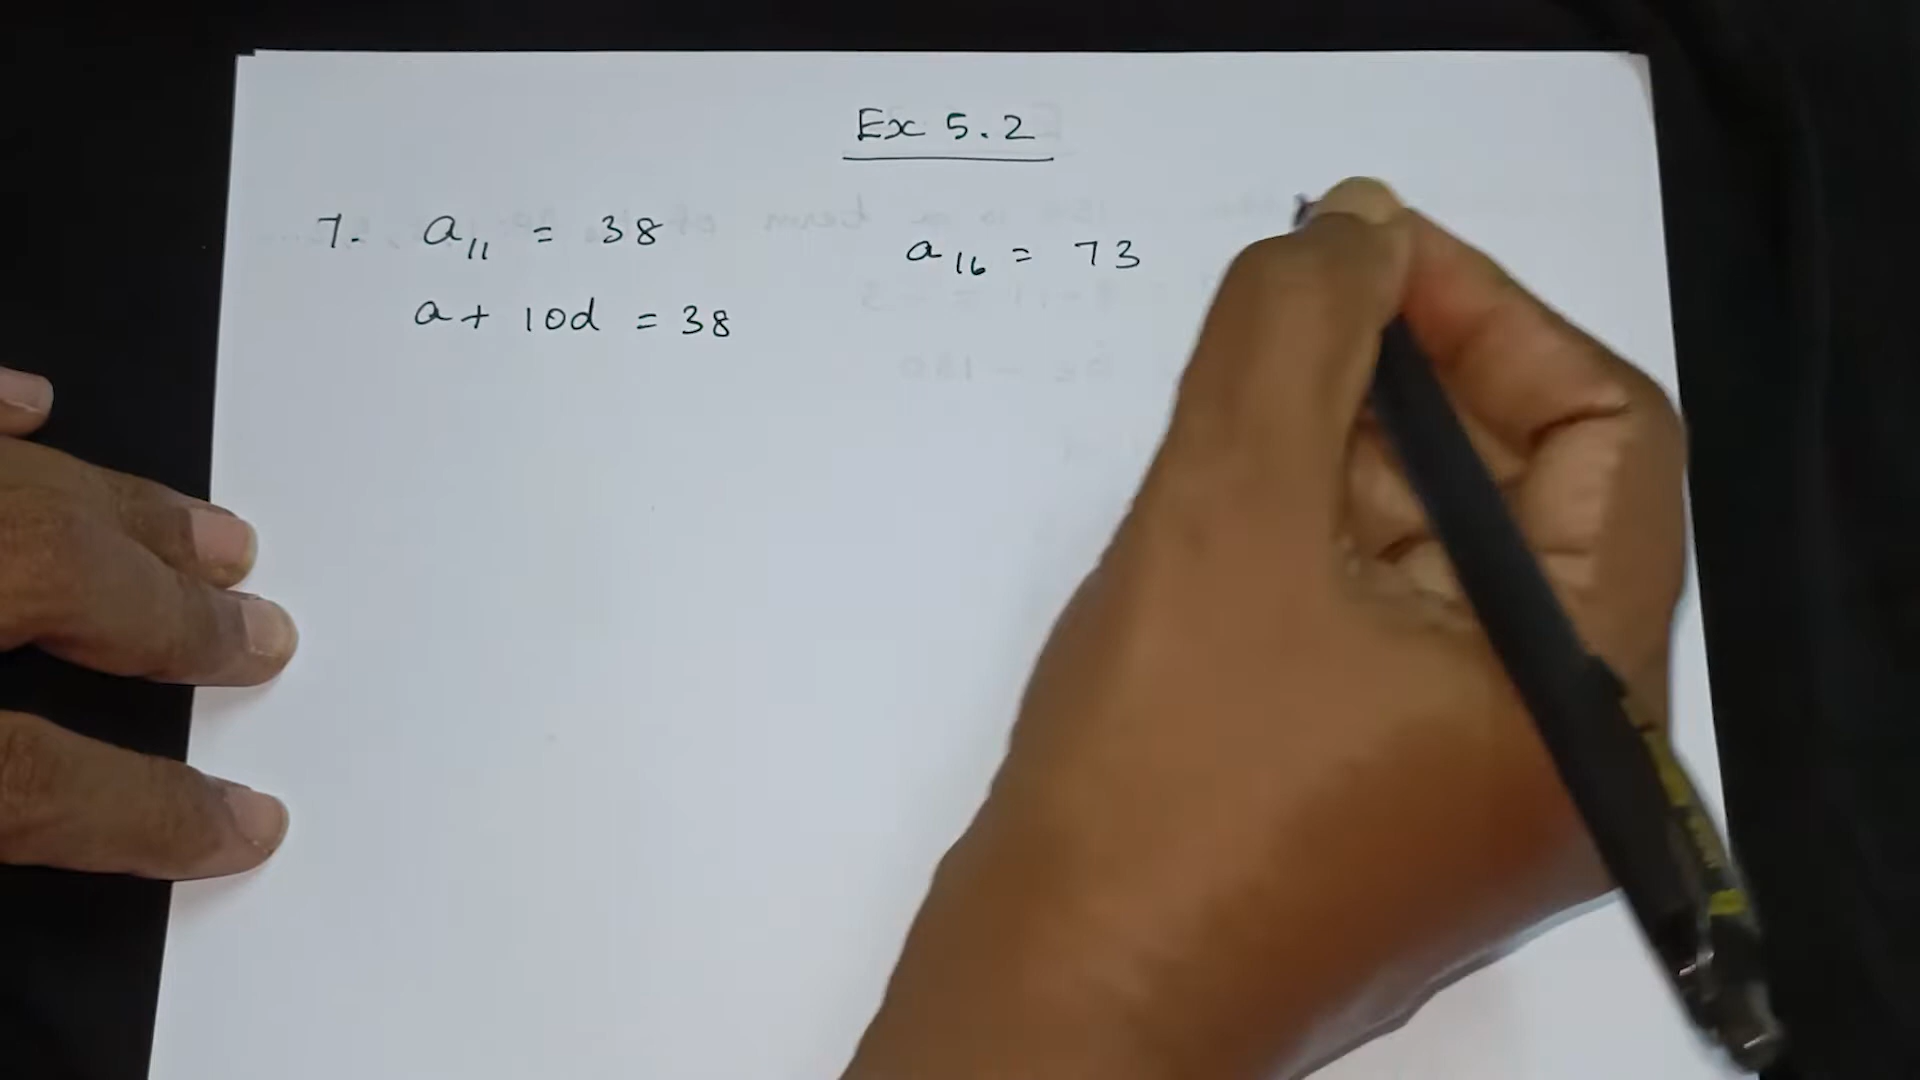 Ex 5.2
7. a₁₁ = 38 a₁₆ = 73
a + 10d = 38